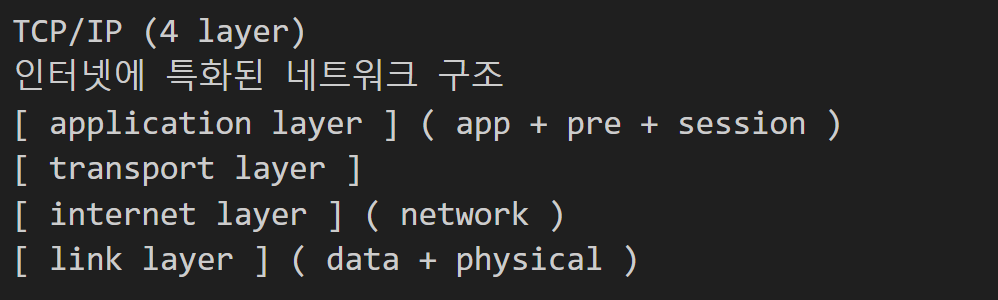 TCP/IP (4 layer)
인터넷에 특화된 네트워크 구조
[ application layer ] ( app + pre + session )
[ transport layer ]
[ internet layer ] ( network )
[ link layer ] ( data + physical )